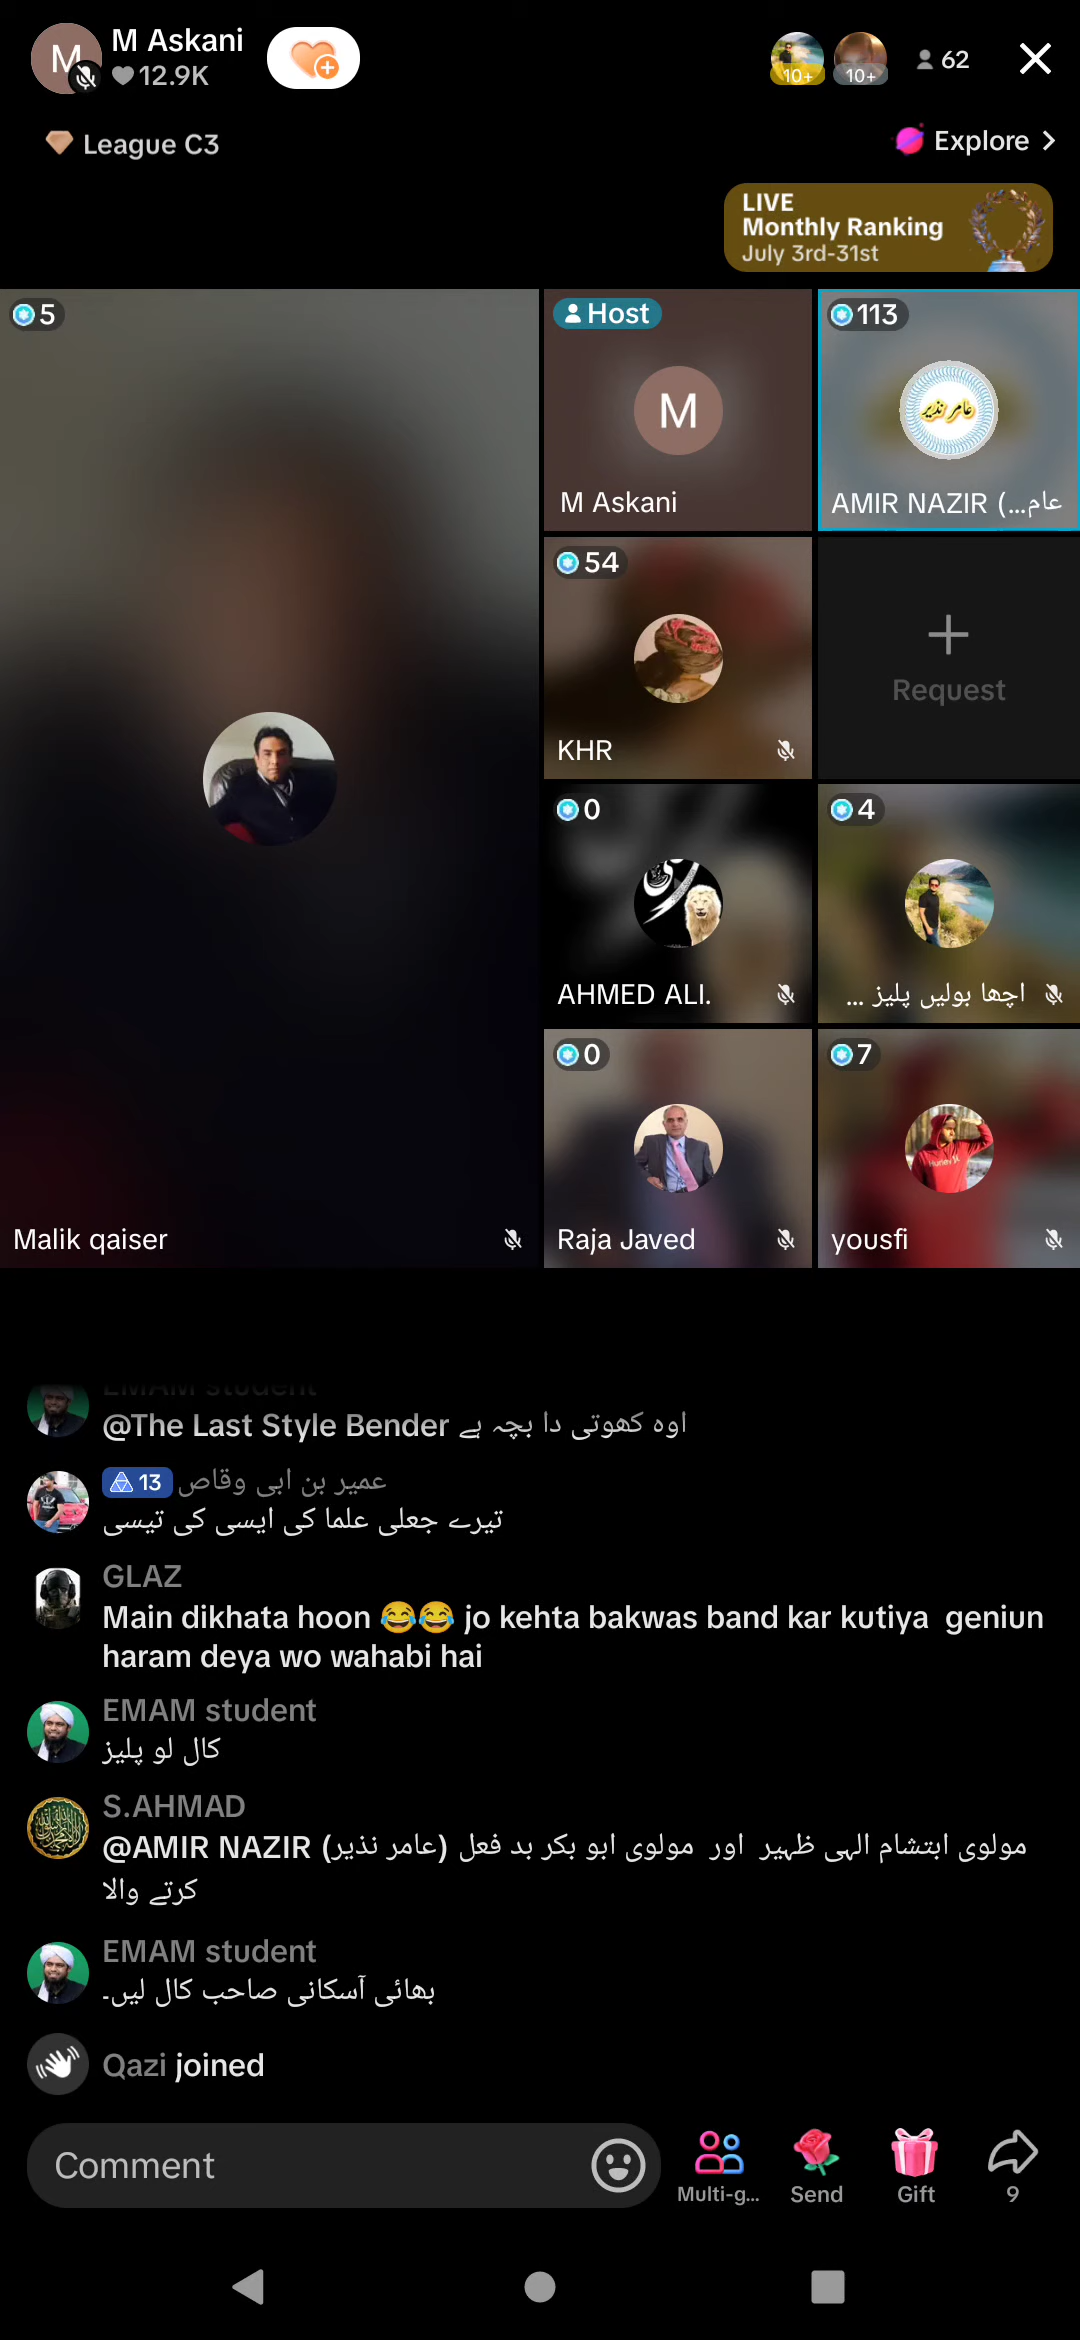 M Askani
12.9K
10+
10+
62
League C3
Explore
LIVE
Monthly Ranking
July 3rd-31st
5
Host
M
M Askani
113
عامر نذیر
AMIR NAZIR (...عام
54
KHR
Request
0
AHMED ALI.
4
اچھا بولیں پلیز ...
Malik qaiser
0
Raja Javed
7
yousfi
EMAM student
@The Last Style Bender اوہ کھوتی دا بچہ ہے
13 عمیر بن ابی وقاص
تیرے جعلی علما کی ایسی کی تیسی
GLAZ
Main dikhata hoon 😂😂 jo kehta bakwas band kar kutiya geniun
haram deya wo wahabi hai
EMAM student
کال لو پلیز
S.AHMAD
@AMIR NAZIR (عامر نذیر) مولوی ابتشام الہی ظہیر اور مولوی ابو بکر بد فعل
کرتے والا
EMAM student
بھائی آسکانی صاحب کال لیں۔
Qazi joined
Comment
Multi-g...
Send
Gift
9